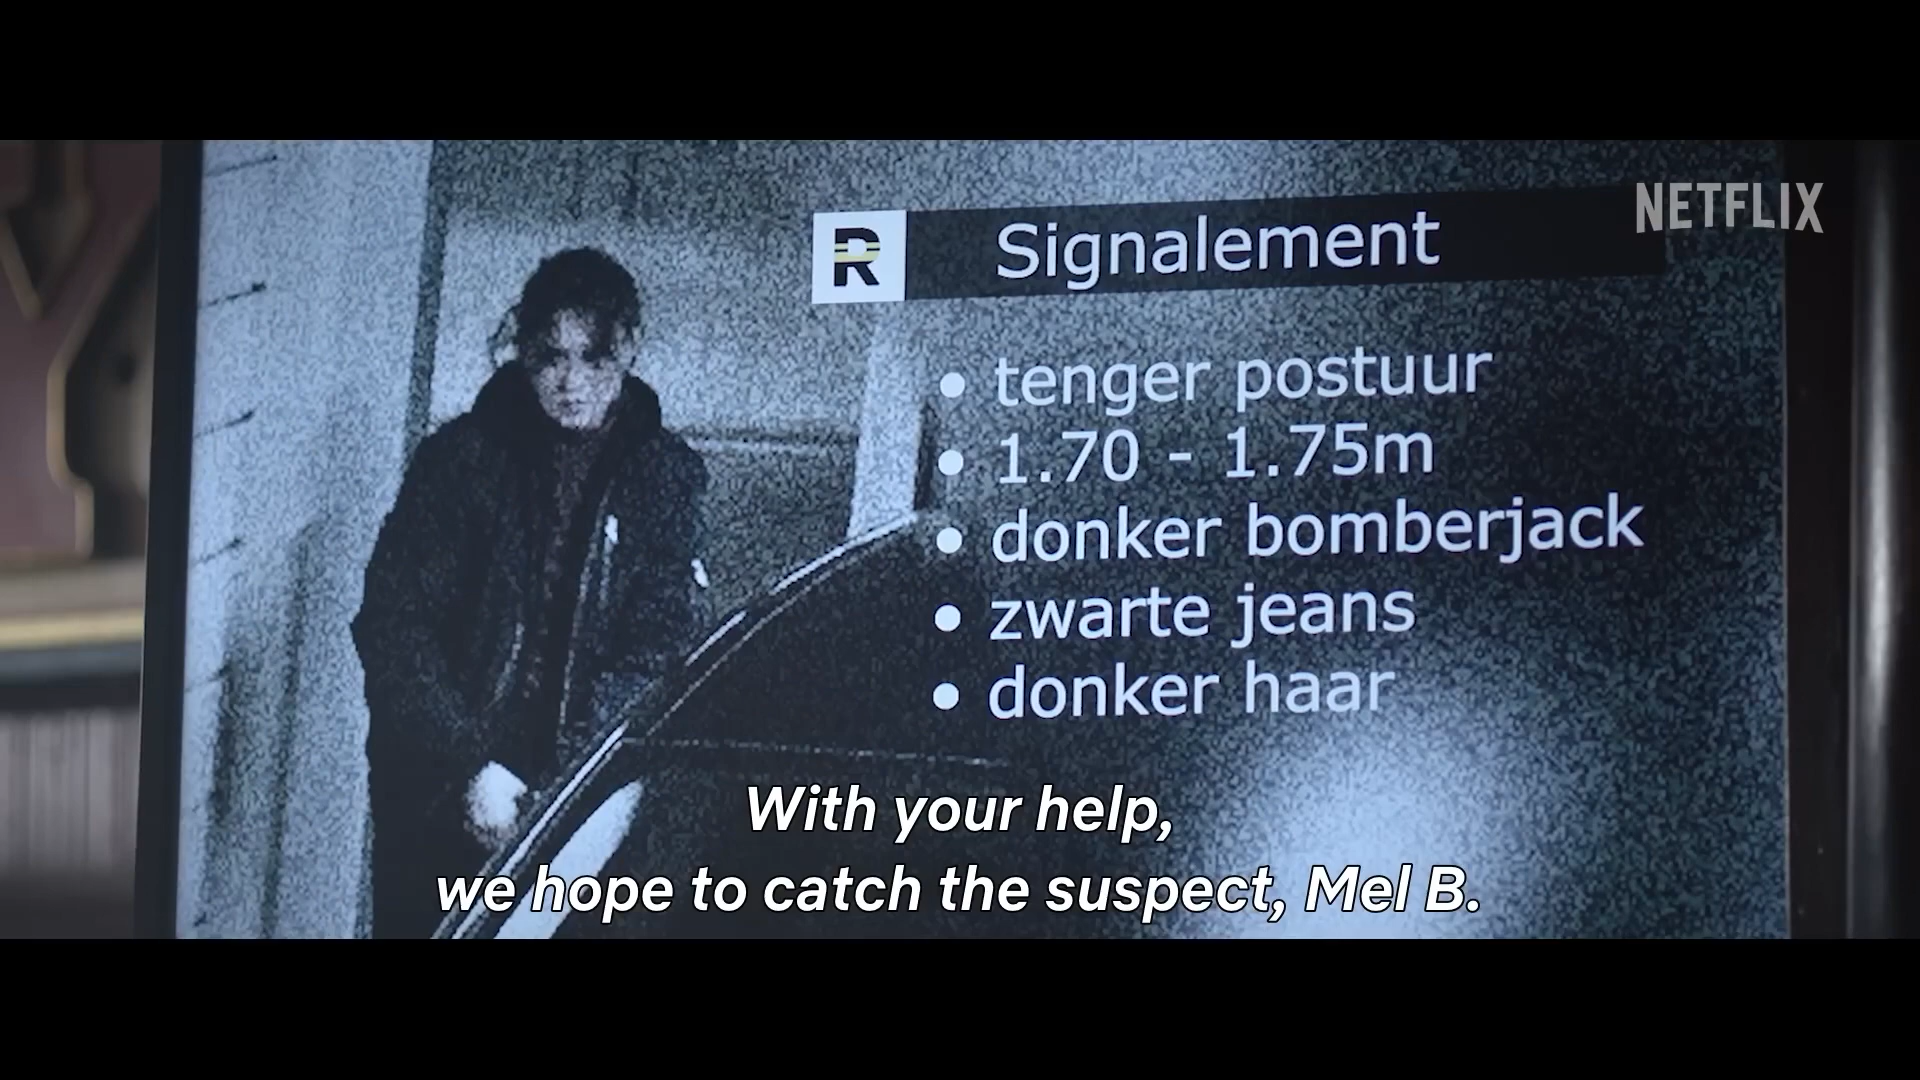 NETFLIX
R Signalement
• tenger postuur
• 1.70 - 1.75m
• donker bomberjack
• zwarte jeans
• donker haar
With your help,
we hope to catch the suspect, Mel B.